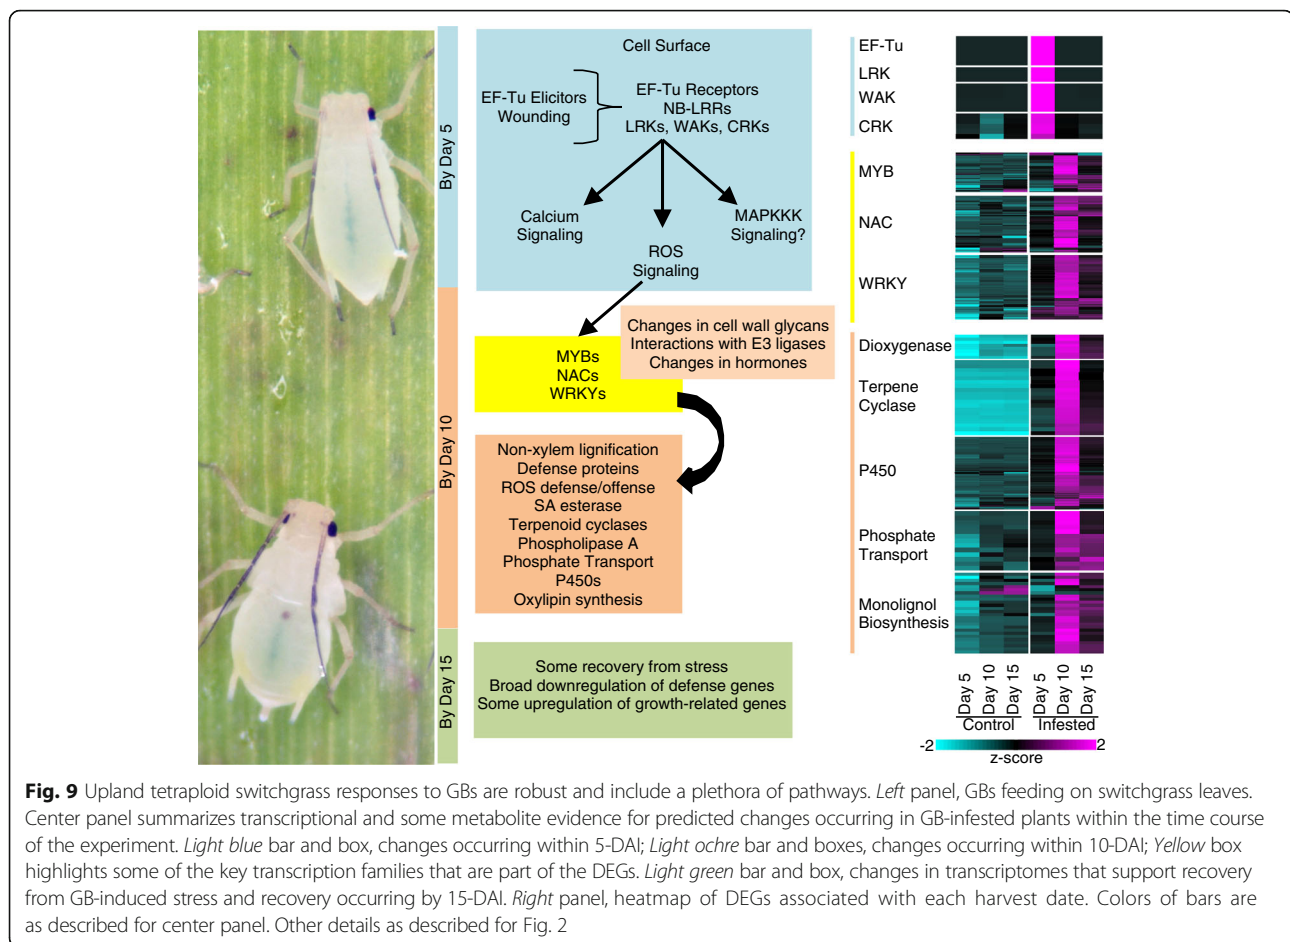 By Day 5
By Day 10
By Day 15
Cell Surface
EF-Tu Elicitors
Wounding
EF-Tu Receptors
NB-LRRs
LRKs, WAKs, CRKs
Calcium
Signaling
ROS
Signaling
MAPKKK
Signaling?
Changes in cell wall glycans
Interactions with E3 ligases
Changes in hormones
MYBs
NACs
WRKYs
Non-xylem lignification
Defense proteins
ROS defense/offense
SA esterase
Terpenoid cyclases
Phospholipase A
Phosphate Transport
P450s
Oxylipin synthesis
Some recovery from stress
Broad downregulation of defense genes
Some upregulation of growth-related genes
EF-Tu
LRK
WAK
CRK
MYB
NAC
WRKY
Dioxygenase
Terpene
Cyclase
P450
Phosphate
Transport
Monolignol
Biosynthesis
Day 5
Day 10
Day 15
Day 5
Day 10
Day 15
Control Infested
-2 2
z-score
Fig. 9 Upland tetraploid switchgrass responses to GBs are robust and include a plethora of pathways. Left panel, GBs feeding on switchgrass leaves.
Center panel summarizes transcriptional and some metabolite evidence for predicted changes occurring in GB-infested plants within the time course
of the experiment. Light blue bar and box, changes occurring within 5-DAI; Light ochre bar and boxes, changes occurring within 10-DAI; Yellow box
highlights some of the key transcription families that are part of the DEGs. Light green bar and box, changes in transcriptomes that support recovery
from GB-induced stress and recovery occurring by 15-DAI. Right panel, heatmap of DEGs associated with each harvest date. Colors of bars are
as described for center panel. Other details as described for Fig. 2